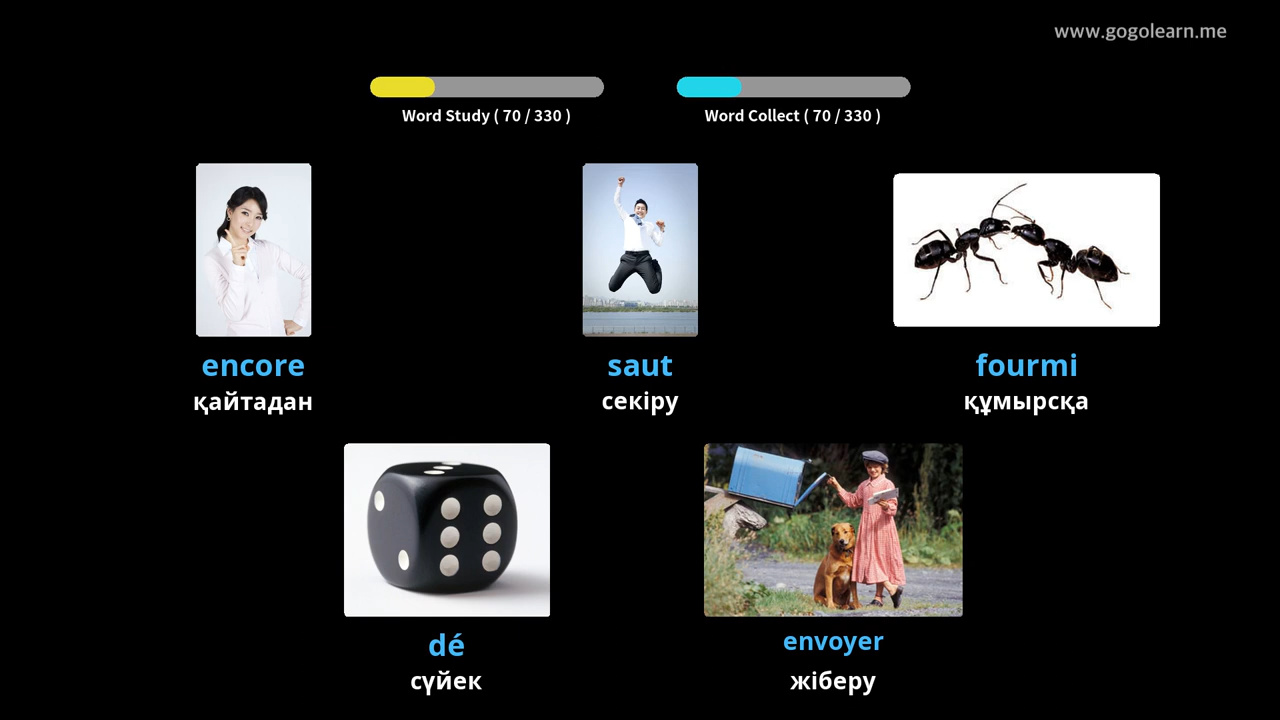 www.gogolearn.me
Word Study ( 70 / 330 )
Word Collect ( 70 / 330 )
encore
қайтадан
saut
секіру
fourmi
құмырсқа
dé
сүйек
envoyer
жіберу